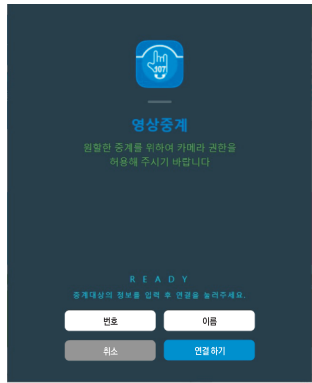 107
영상중계
원할한 중계를 위하여 카메라 권한을
허용해 주시기 바랍니다
READY
중계대상의 정보를 입력 후 연결을 눌러주세요.
번호 이름
취소 연결하기